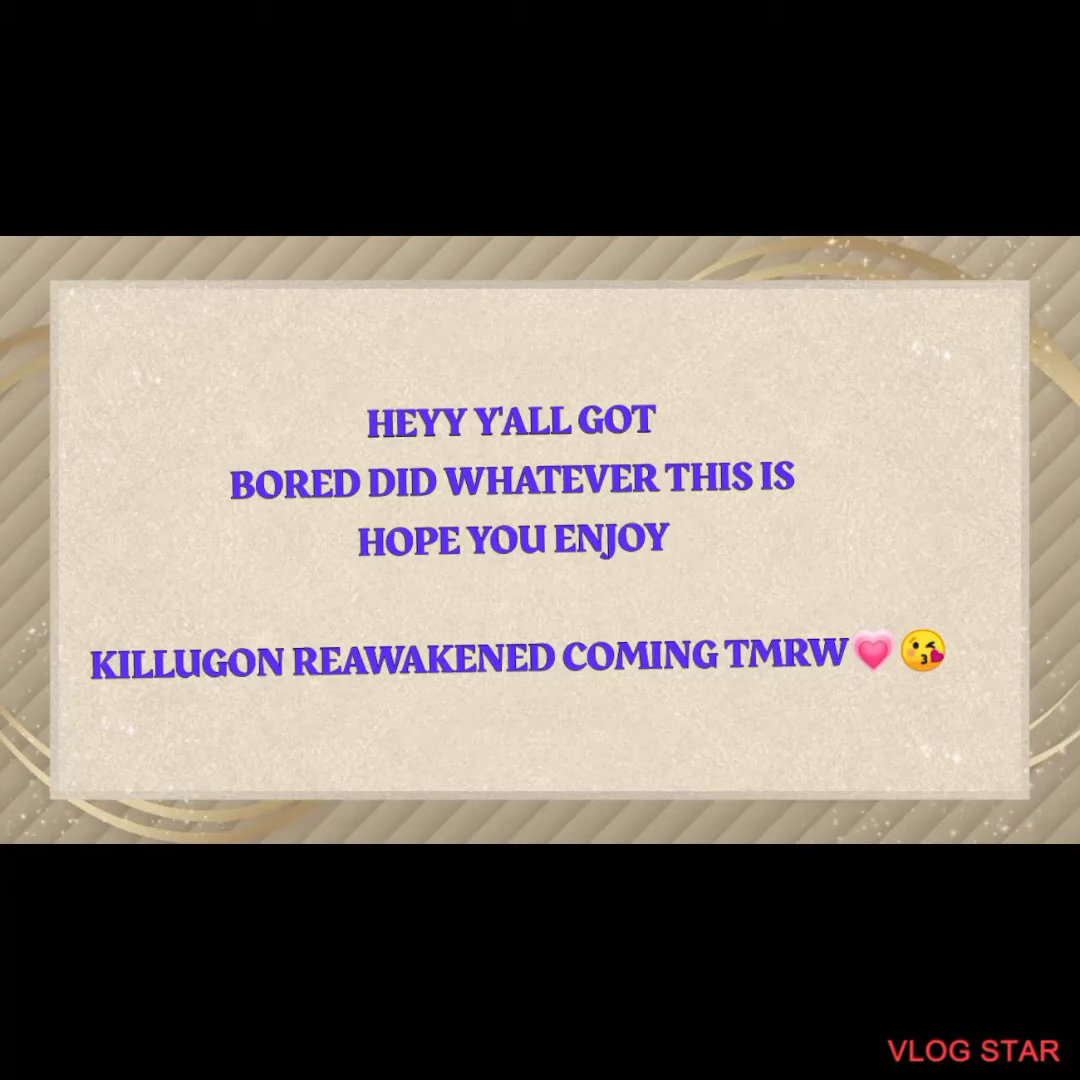 HEYY Y'ALL GOT
BORED DID WHATEVER THIS IS
HOPE YOU ENJOY
KILLUGON REAWAKENED COMING TMRW💗😘
VLOG STAR